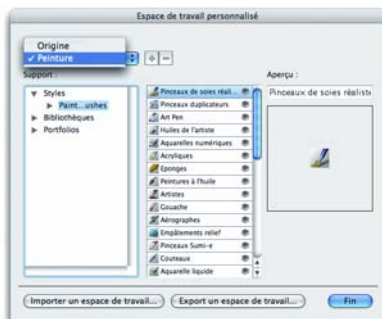 Espace de travail personnalisé
Origine
✓ Peinture
Support :
Aperçu :
Styles
Paint...ushes
Bibliothèques
Portfolios
Pinceaux de soies réali...
Pinceaux duplicateurs
Art Pen
Huiles de l'artiste
Aquarelles numériques
Acryliques
Eponges
Peintures à l'huile
Artistes
Gouache
Aérographes
Empâtements relief
Pinceaux Sumi-e
Couteaux
Aquarelle liquide
Pinceaux de soies réaliste
Importer un espace de travail...
Export un espace de travail...
Fin